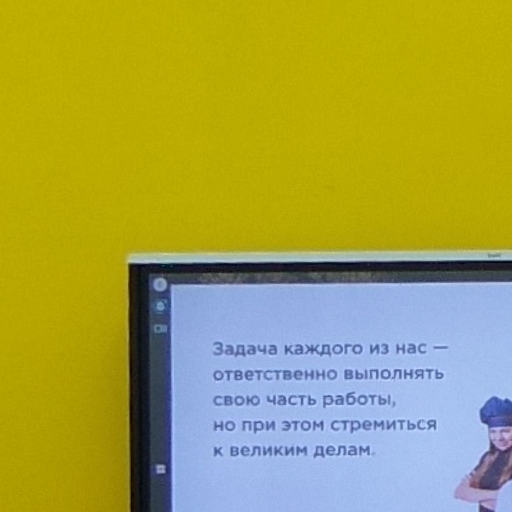 Задача каждого из нас —
ответственно выполнять
свою часть работы,
но при этом стремиться
к великим делам.